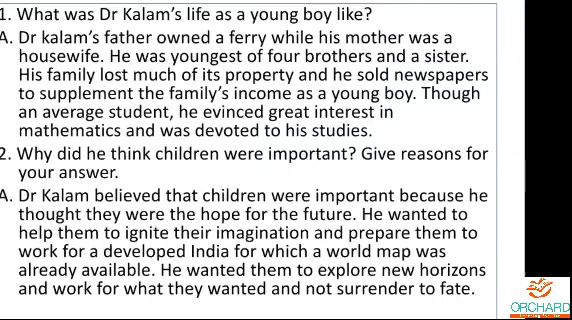 1. What was Dr Kalam's life as a young boy like?
A. Dr kalam's father owned a ferry while his mother was a
housewife. He was youngest of four brothers and a sister.
His family lost much of its property and he sold newspapers
to supplement the family's income as a young boy. Though
an average student, he evinced great interest in
mathematics and was devoted to his studies.
2. Why did he think children were important? Give reasons for
your answer.
A. Dr Kalam believed that children were important because he
thought they were the hope for the future. He wanted to
help them to ignite their imagination and prepare them to
work for a developed India for which a world map was
already available. He wanted them to explore new horizons
and work for what they wanted and not surrender to fate.
ORCHARD